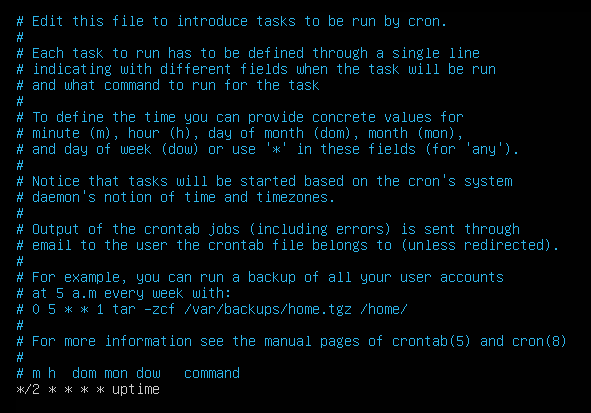 # Edit this file to introduce tasks to be run by cron.
#
# Each task to run has to be defined through a single line
# indicating with different fields when the task will be run
# and what command to run for the task
#
# To define the time you can provide concrete values for
# minute (m), hour (h), day of month (dom), month (mon),
# and day of week (dow) or use '*' in these fields (for 'any').
#
# Notice that tasks will be started based on the cron's system
# daemon's notion of time and timezones.
#
# Output of the crontab jobs (including errors) is sent through
# email to the user the crontab file belongs to (unless redirected).
#
# For example, you can run a backup of all your user accounts
# at 5 a.m every week with:
# 0 5 * * 1 tar -zcf /var/backups/home.tgz /home/
#
# For more information see the manual pages of crontab(5) and cron(8)
#
# m h  dom mon dow   command
*/2 * * * * uptime